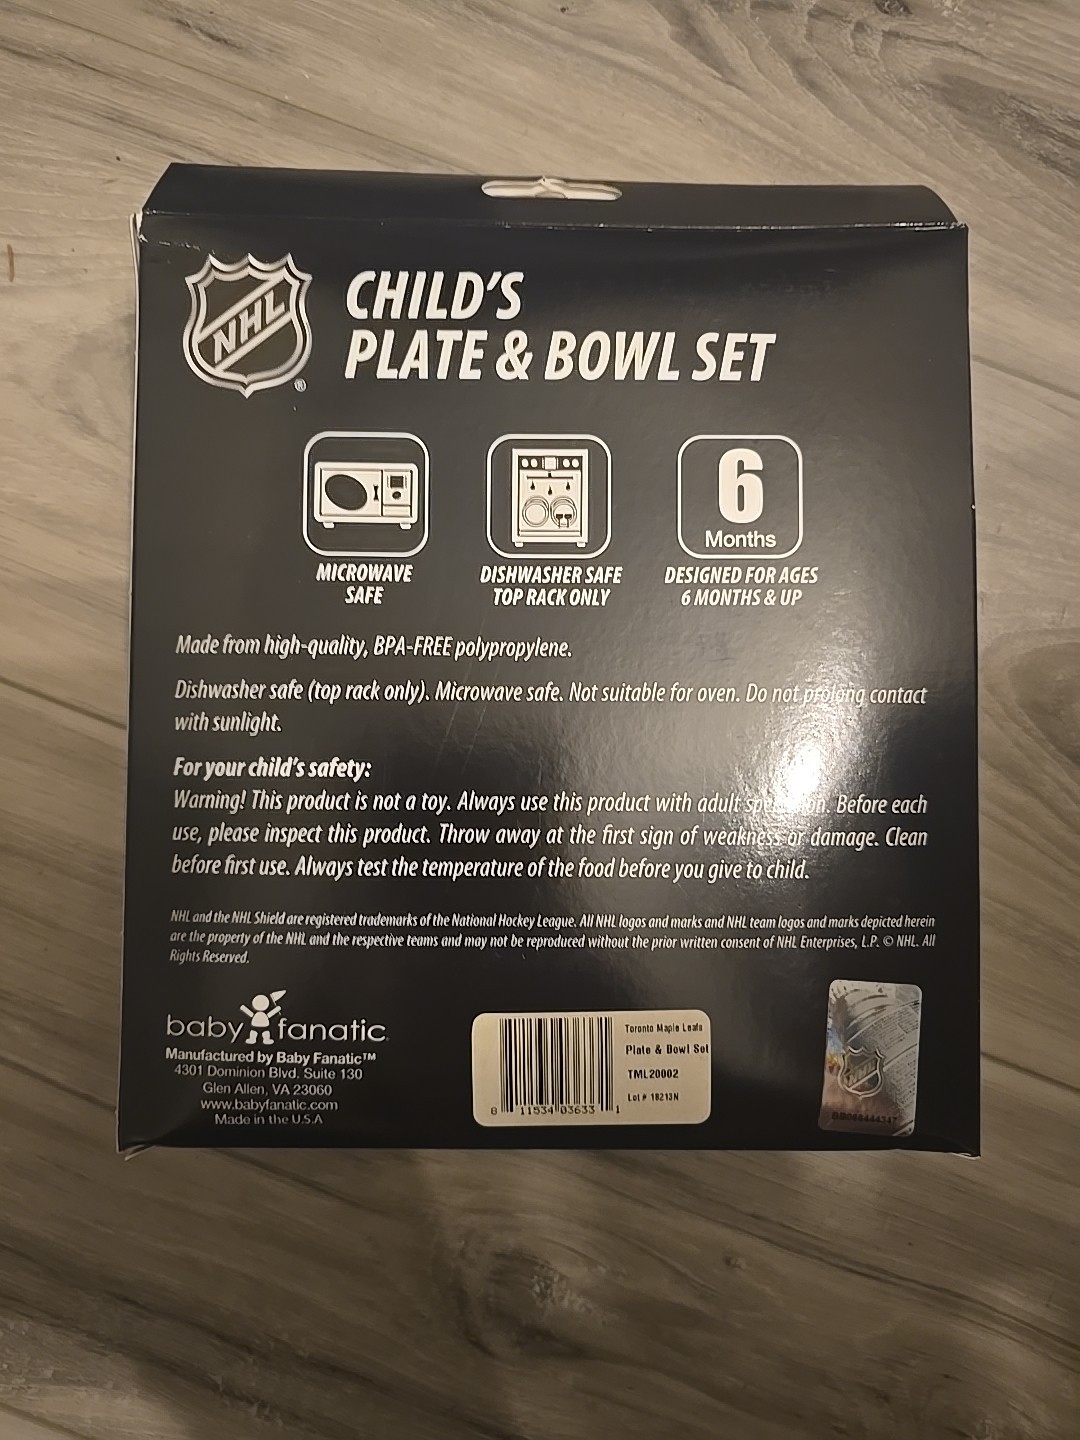 NHL
®
CHILD'S
PLATE & BOWL SET
6
Months
MICROWAVE
SAFE
DISHWASHER SAFE
TOP RACK ONLY
DESIGNED FOR AGES
6 MONTHS & UP
Made from high-quality, BPA-FREE polypropylene.
Dishwasher safe (top rack only). Microwave safe. Not suitable for oven. Do not prolong contact
with sunlight.
For your child's safety:
Warning! This product is not a toy. Always use this product with adult Before each
use, please inspect this product. Throw away at the first sign of weakness or damage. Clean
before first use. Always test the temperature of the food before you give to child.
NHL and the NHL Shield are registered trademarks of the National Hockey League. All NHL logos and marks and NHL team logos and marks depicted herein
are the property of the NHL and the respective teams and may not be reproduced without the prior written consent of NHL Enterprises, L.P. © NHL. All
Rights Reserved.
baby fanatic
Manufactured by Baby Fanatic™
4301 Dominion Blvd. Suite 130
Glen Allen, VA 23060
www.babyfanatic.com
Made in the U.S.A
Toronto Maple Leafs
Plate & Bowl Set
TML20002
Lot # 18213N
8 11534 03633 1
NHL